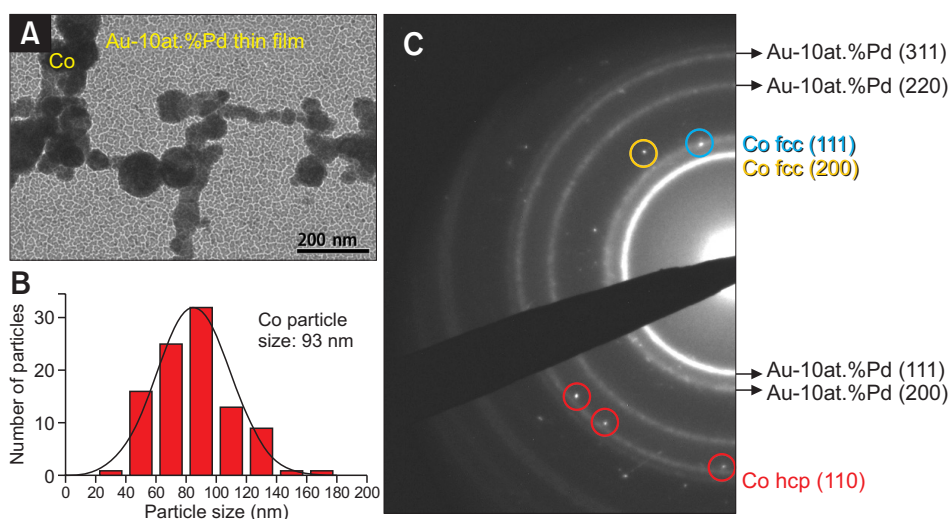 A
Co
Au-10at.%Pd thin film
200 nm
B
Number of particles
30
20
10
0
Co particle
size: 93 nm
0 20 40 60 80 100 120 140 160 180 200
Particle size (nm)
C
Au-10at.%Pd (311)
Au-10at.%Pd (220)
Co fcc (111)
Co fcc (200)
Au-10at.%Pd (111)
Au-10at.%Pd (200)
Co hcp (110)